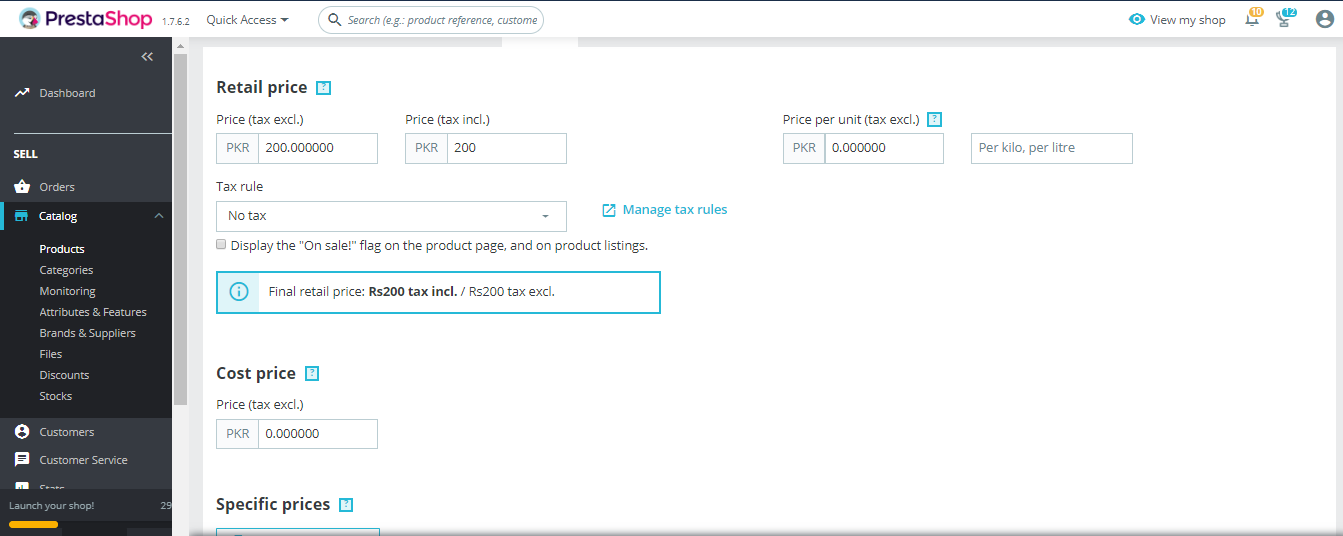 PrestaShop 1.7.6.2 Quick Access Search (e.g.: product reference, custome View my shop 10 12
Dashboard
SELL
Orders
Catalog
Products
Categories
Monitoring
Attributes & Features
Brands & Suppliers
Files
Discounts
Stocks
Customers
Customer Service
Stats
Launch your shop! 29
Retail price ?
Price (tax excl.) Price (tax incl.) Price per unit (tax excl.) ?
PKR 200.000000 PKR 200 PKR 0.000000 Per kilo, per litre
Tax rule
No tax Manage tax rules
Display the "On sale!" flag on the product page, and on product listings.
Final retail price: Rs200 tax incl. / Rs200 tax excl.
Cost price ?
Price (tax excl.)
PKR 0.000000
Specific prices ?